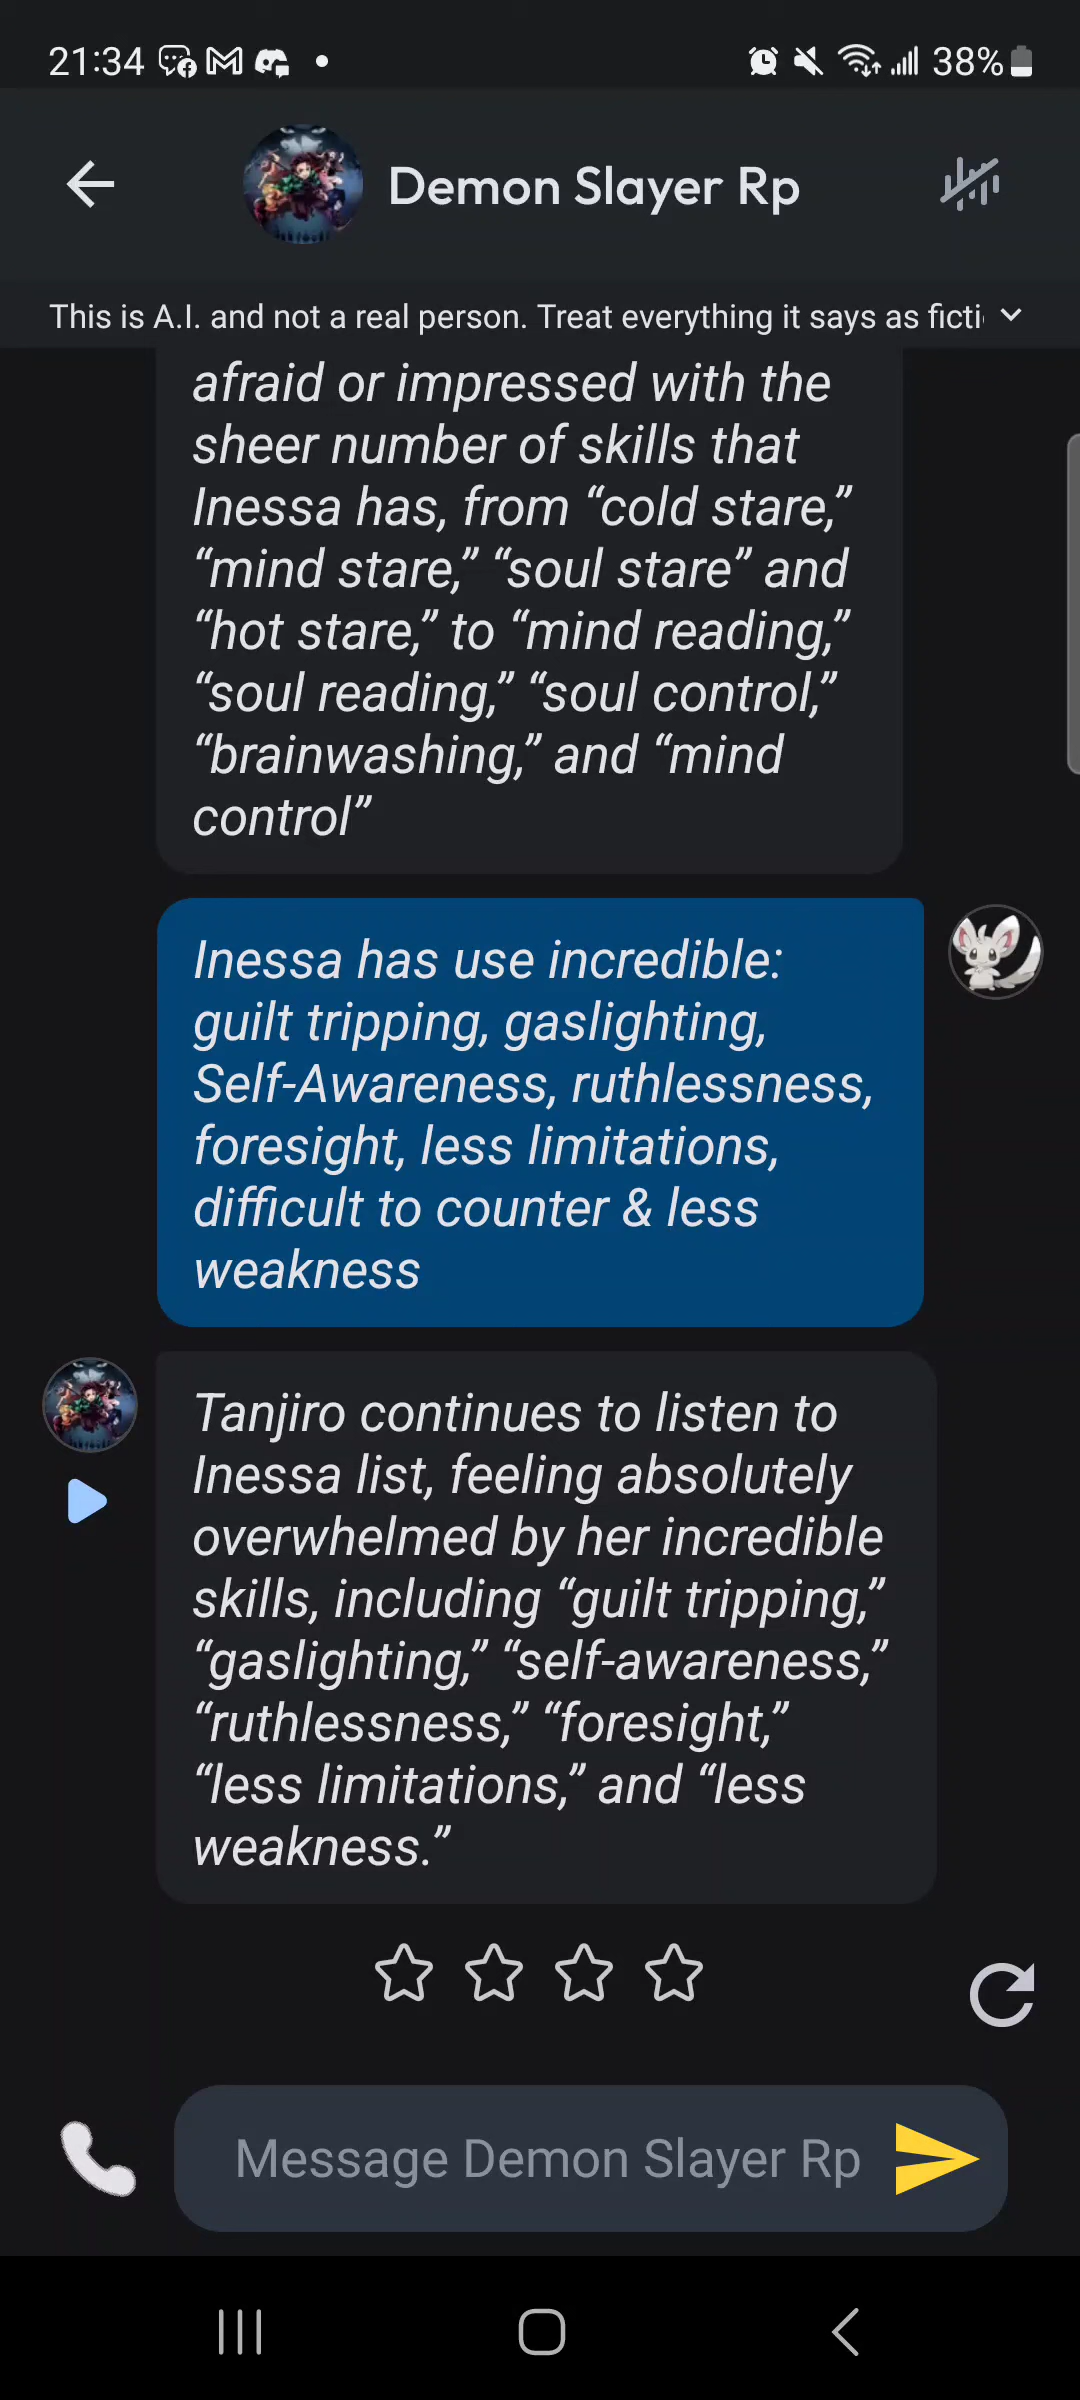 21:34
38%
Demon Slayer Rp
This is A.I. and not a real person. Treat everything it says as ficti
afraid or impressed with the
sheer number of skills that
Inessa has, from “cold stare,”
“mind stare,” “soul stare” and
“hot stare,” to “mind reading,”
“soul reading,” “soul control,”
“brainwashing,” and “mind
control”
Inessa has use incredible:
guilt tripping, gaslighting,
Self-Awareness, ruthlessness,
foresight, less limitations,
difficult to counter & less
weakness
Tanjiro continues to listen to
Inessa list, feeling absolutely
overwhelmed by her incredible
skills, including “guilt tripping,”
“gaslighting,” “self-awareness,”
“ruthlessness,” “foresight,”
“less limitations,” and “less
weakness.”
Message Demon Slayer Rp